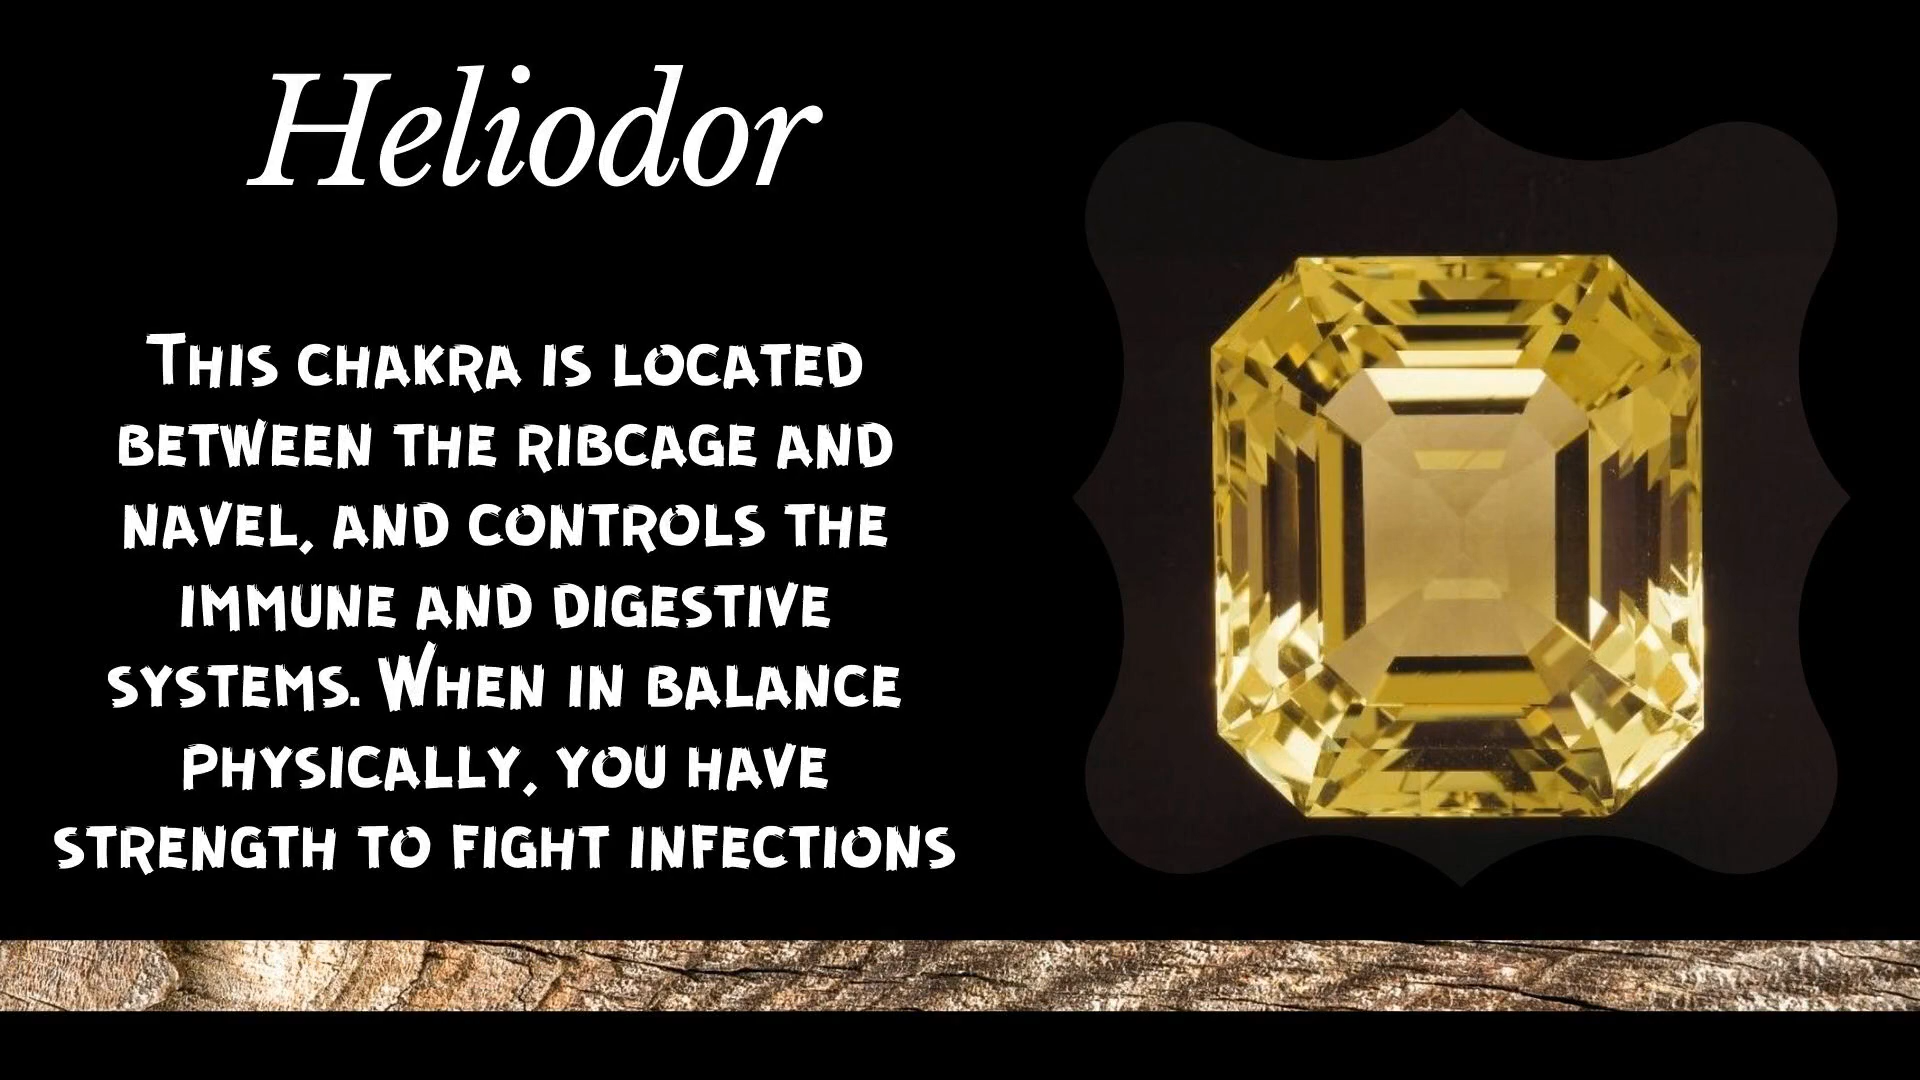 Heliodor
This chakra is located
between the ribcage and
navel, and controls the
immune and digestive
systems. When in balance
physically, you have
strength to fight infections